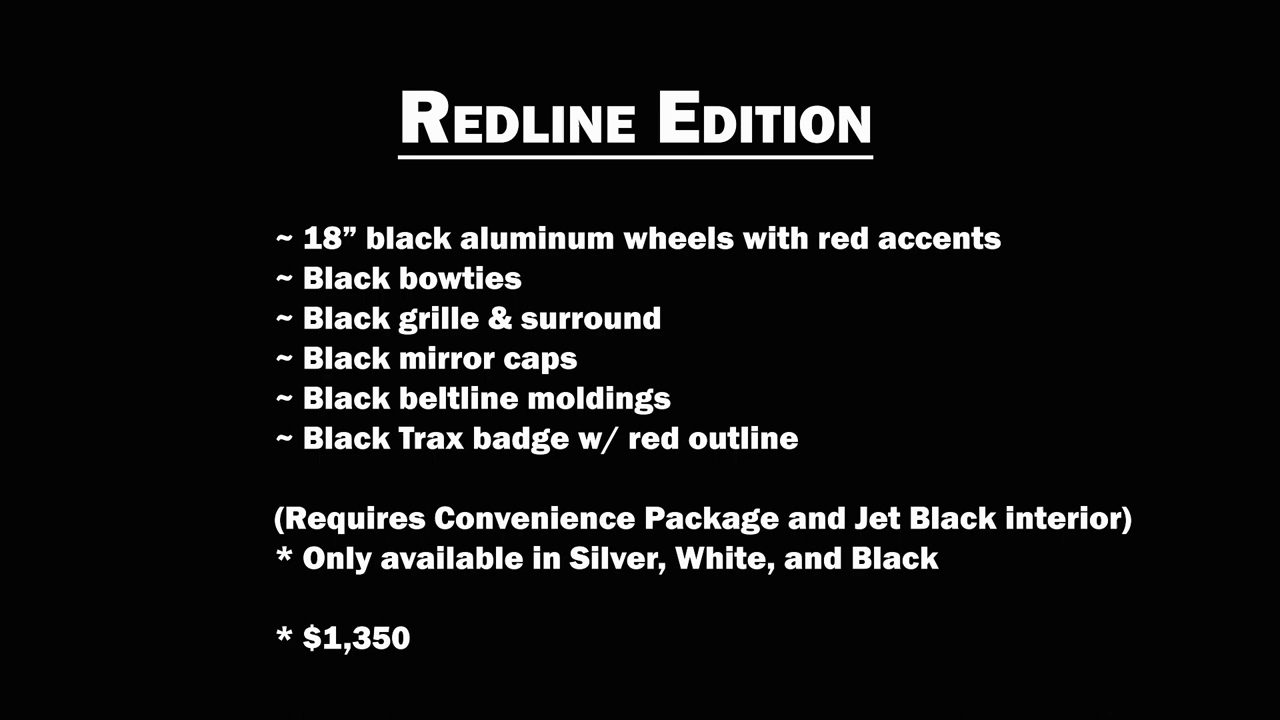 REDLINE EDITION
~ 18” black aluminum wheels with red accents
~ Black bowties
~ Black grille & surround
~ Black mirror caps
~ Black beltline moldings
~ Black Trax badge w/ red outline
(Requires Convenience Package and Jet Black interior)
* Only available in Silver, White, and Black
* $1,350